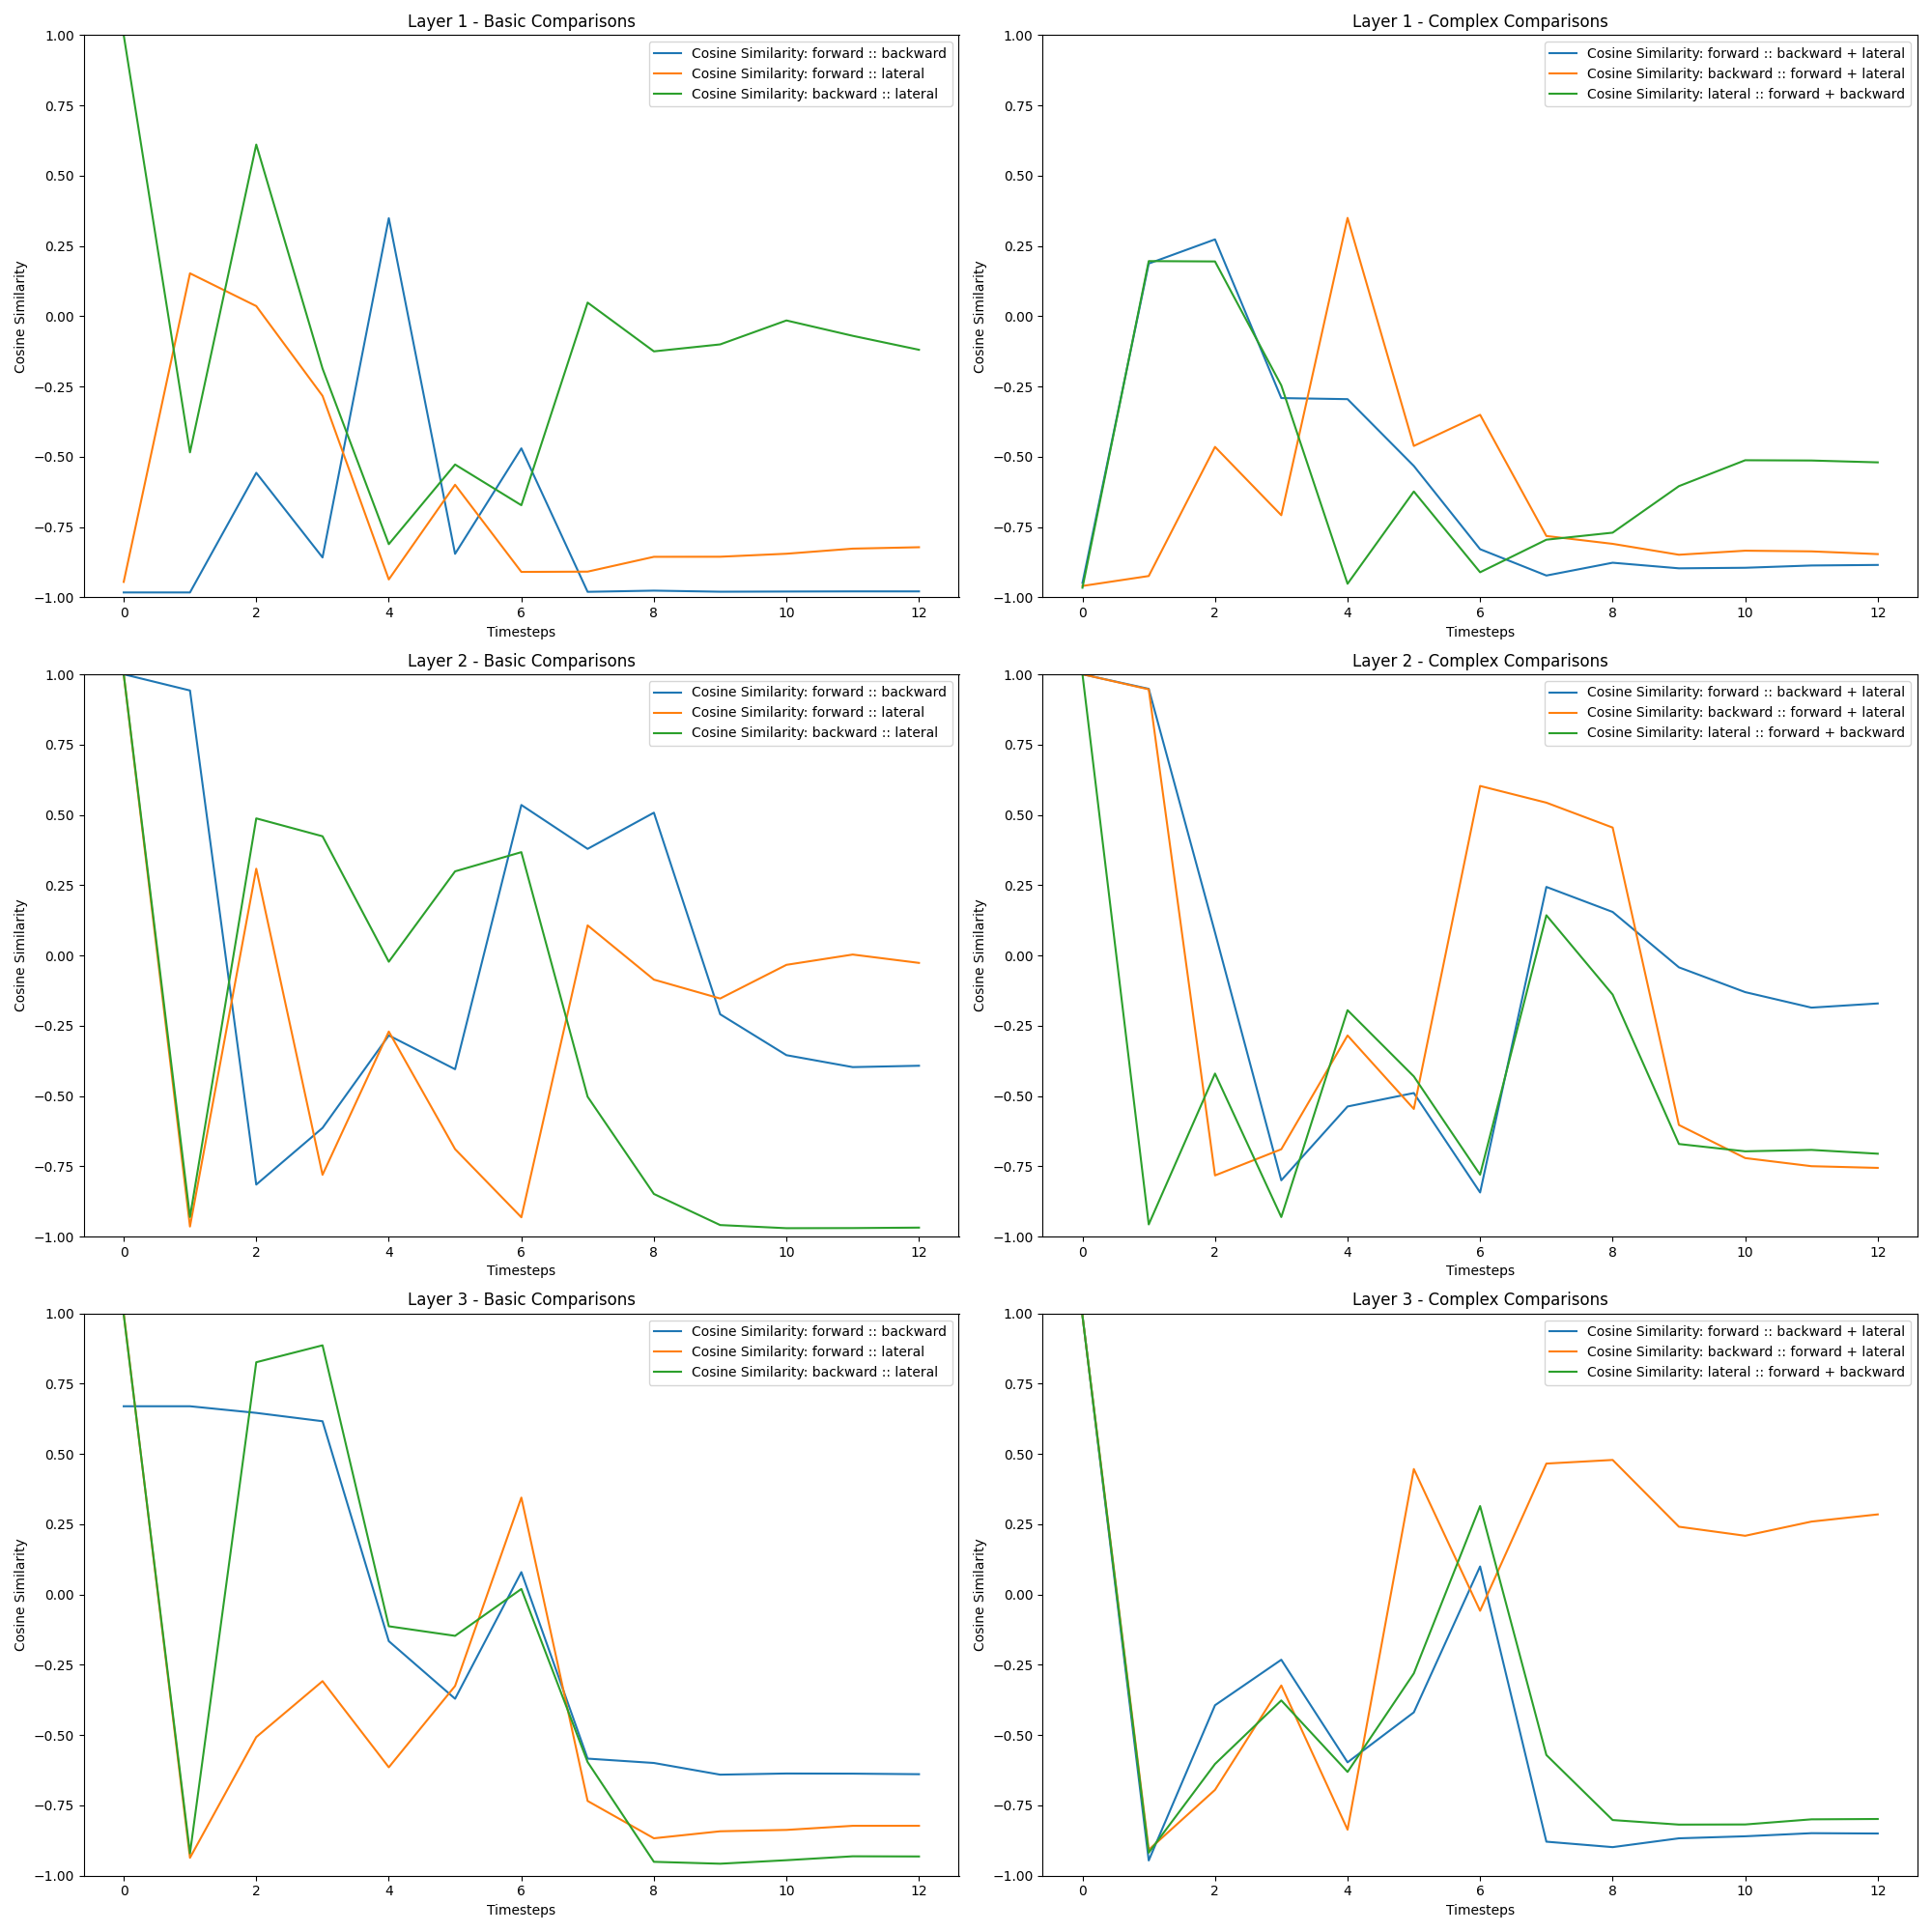 Layer 1 - Basic Comparisons
Cosine Similarity: forward :: backward
Cosine Similarity: forward :: lateral
Cosine Similarity: backward :: lateral
1.00
0.75
0.50
0.25
0.00
−0.25
−0.50
−0.75
−1.00
Cosine Similarity
0 2 4 6 8 10 12
Timesteps
Layer 1 - Complex Comparisons
Cosine Similarity: forward :: backward + lateral
Cosine Similarity: backward :: forward + lateral
Cosine Similarity: lateral :: forward + backward
1.00
0.75
0.50
0.25
0.00
−0.25
−0.50
−0.75
−1.00
Cosine Similarity
0 2 4 6 8 10 12
Timesteps
Layer 2 - Basic Comparisons
Cosine Similarity: forward :: backward
Cosine Similarity: forward :: lateral
Cosine Similarity: backward :: lateral
1.00
0.75
0.50
0.25
0.00
−0.25
−0.50
−0.75
−1.00
Cosine Similarity
0 2 4 6 8 10 12
Timesteps
Layer 2 - Complex Comparisons
Cosine Similarity: forward :: backward + lateral
Cosine Similarity: backward :: forward + lateral
Cosine Similarity: lateral :: forward + backward
1.00
0.75
0.50
0.25
0.00
−0.25
−0.50
−0.75
−1.00
Cosine Similarity
0 2 4 6 8 10 12
Timesteps
Layer 3 - Basic Comparisons
Cosine Similarity: forward :: backward
Cosine Similarity: forward :: lateral
Cosine Similarity: backward :: lateral
1.00
0.75
0.50
0.25
0.00
−0.25
−0.50
−0.75
−1.00
Cosine Similarity
0 2 4 6 8 10 12
Timesteps
Layer 3 - Complex Comparisons
Cosine Similarity: forward :: backward + lateral
Cosine Similarity: backward :: forward + lateral
Cosine Similarity: lateral :: forward + backward
1.00
0.75
0.50
0.25
0.00
−0.25
−0.50
−0.75
−1.00
Cosine Similarity
0 2 4 6 8 10 12
Timesteps